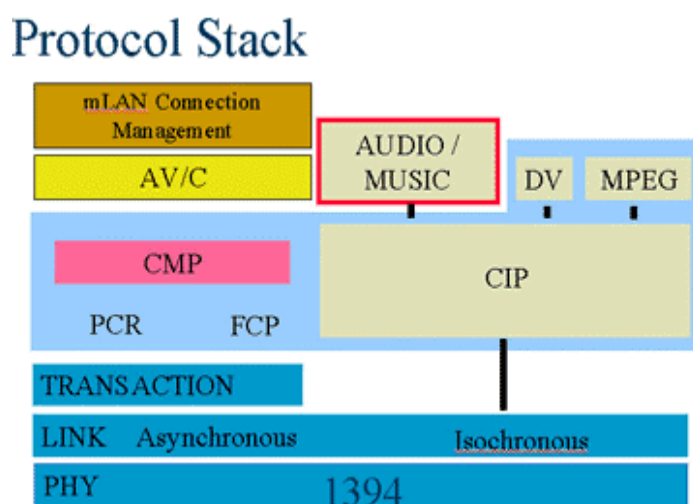 Protocol Stack
mLAN Connection
Management
AUDIO /
MUSIC
AV/C
DV
MPEG
CMP
CIP
PCR
FCP
TRANSACTION
LINK
Asynchronous
Isochronous
PHY
1394